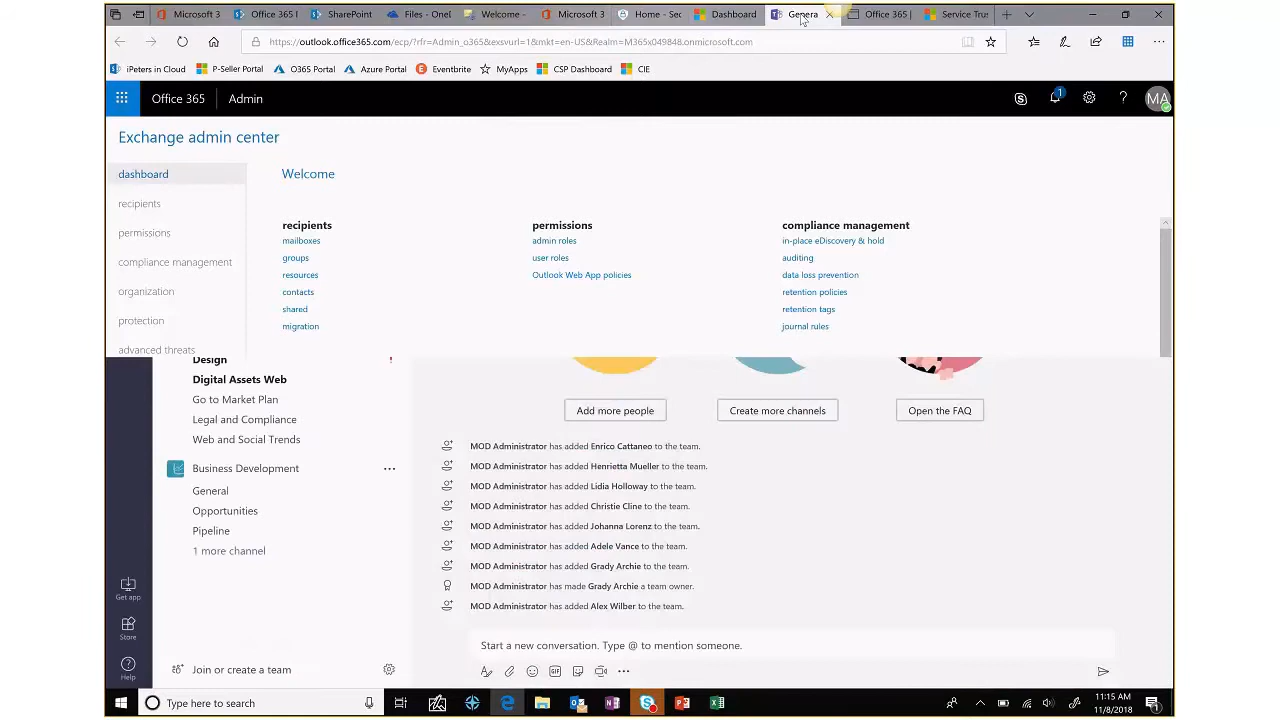 Microsoft 3 Office 365 SharePoint Files - Onel Welcome - Microsoft 3 Home - Sec Dashboard Genera Office 365 Service Trus
https://outlook.office365.com/ecp/?rfr=Admin_o365&exsvurl=1&mkt=en-US&Realm=M365x049848.onmicrosoft.com
iPeters in Cloud P-Seller Portal O365 Portal Azure Portal Eventbrite MyApps CSP Dashboard CIE
Office 365 Admin 1 ? MA
Exchange admin center
dashboard
recipients
permissions
compliance management
organization
protection
advanced threats
Welcome
recipients
mailboxes
groups
resources
contacts
shared
migration
permissions
admin roles
user roles
Outlook Web App policies
compliance management
in-place eDiscovery & hold
auditing
data loss prevention
retention policies
retention tags
journal rules
Design !
Digital Assets Web
Go to Market Plan
Legal and Compliance
Web and Social Trends
Business Development ...
General
Opportunities
Pipeline
1 more channel
Get app
Store
Help
Join or create a team
Add more people Create more channels Open the FAQ
MOD Administrator has added Enrico Cattaneo to the team.
MOD Administrator has added Henrietta Mueller to the team.
MOD Administrator has added Lidia Holloway to the team.
MOD Administrator has added Christie Cline to the team.
MOD Administrator has added Johanna Lorenz to the team.
MOD Administrator has added Adele Vance to the team.
MOD Administrator has added Grady Archie to the team.
MOD Administrator has made Grady Archie a team owner.
MOD Administrator has added Alex Wilber to the team.
Start a new conversation. Type @ to mention someone.
GIF
Type here to search
11:15 AM
11/8/2018